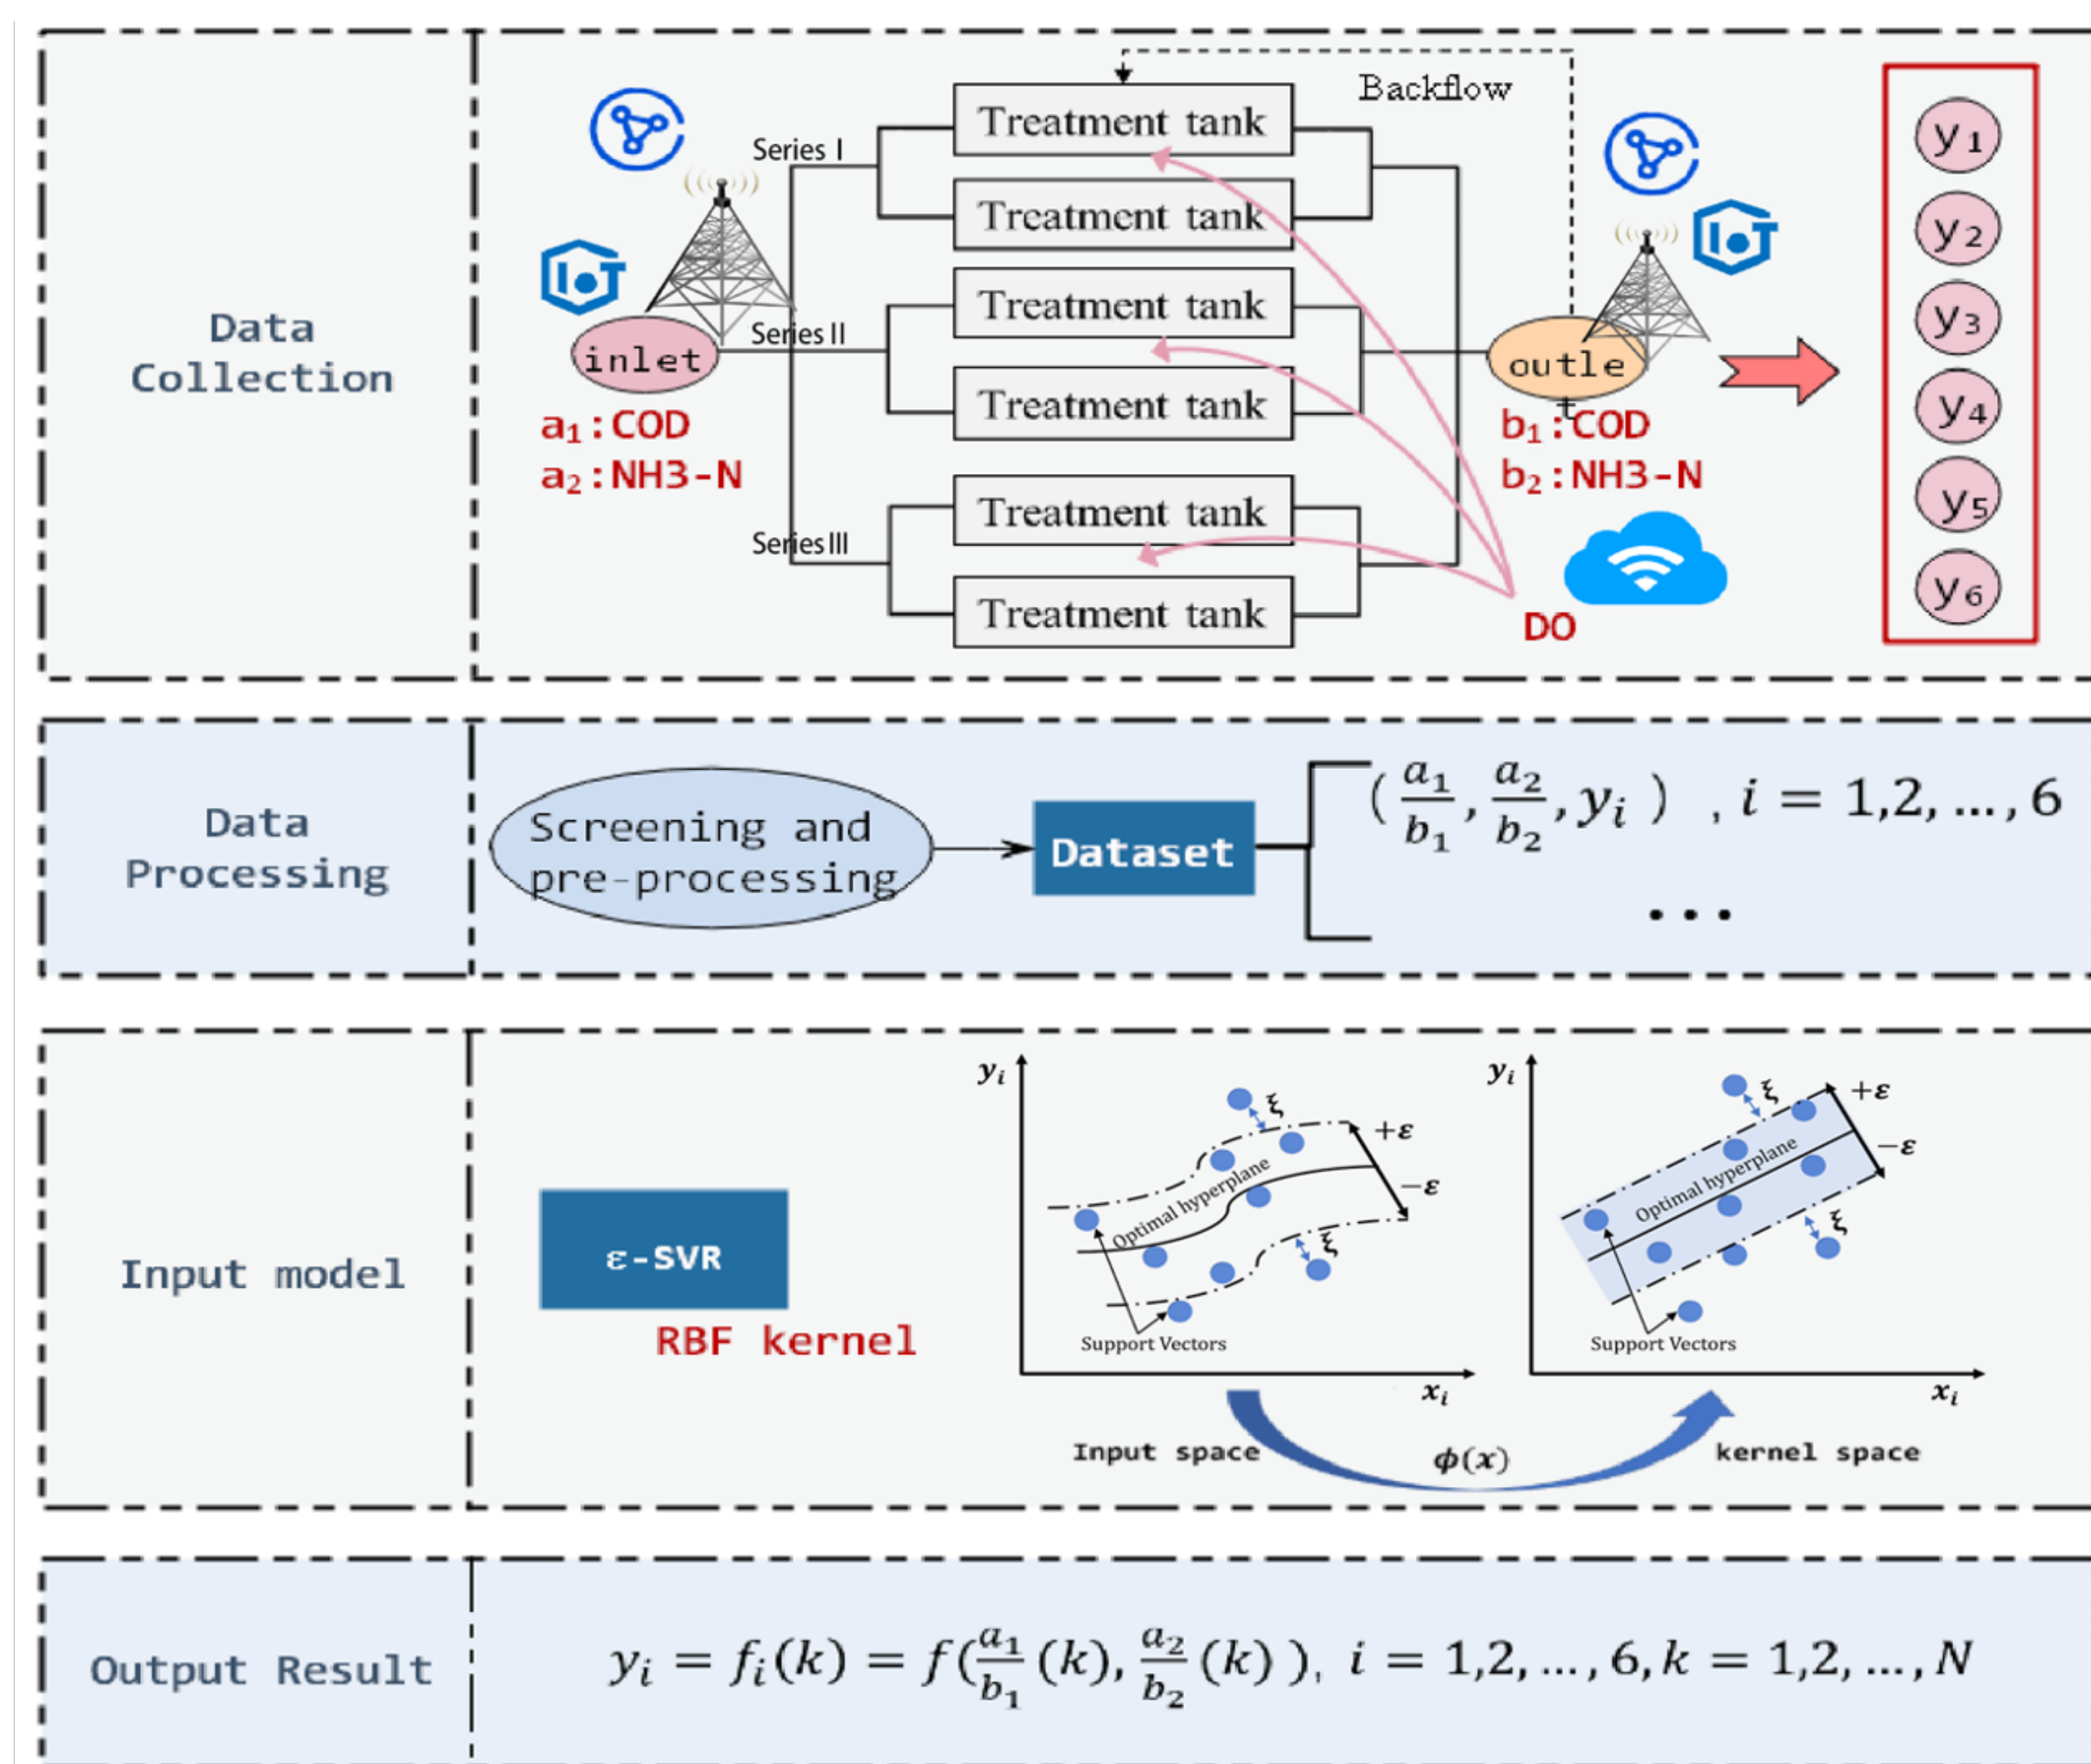 Data
Collection
Backflow
Series I
Treatment tank
Treatment tank
IoT
Series II
Treatment tank
Treatment tank
inlet
a₁:COD
a₂:NH3-N
Series III
Treatment tank
Treatment tank
IoT
outle
t
b₁:COD
b₂:NH3-N
DO
y₁
y₂
y₃
y₄
y₅
y₆
Data
Processing
Screening and
pre-processing
Dataset
(a₁/b₁, a₂/b₂, yᵢ) , i = 1,2, ..., 6
...
Input model
ε-SVR
RBF kernel
yᵢ
ξ
+ε
−ε
Optimal hyperplane
ξ
Support Vectors
xᵢ
yᵢ
ξ
+ε
−ε
Optimal hyperplane
ξ
Support Vectors
xᵢ
Input space
ϕ(x)
kernel space
Output Result
yᵢ = fᵢ(k) = f(a₁/b₁(k), a₂/b₂(k)), i = 1,2, ..., 6, k = 1,2, ..., N